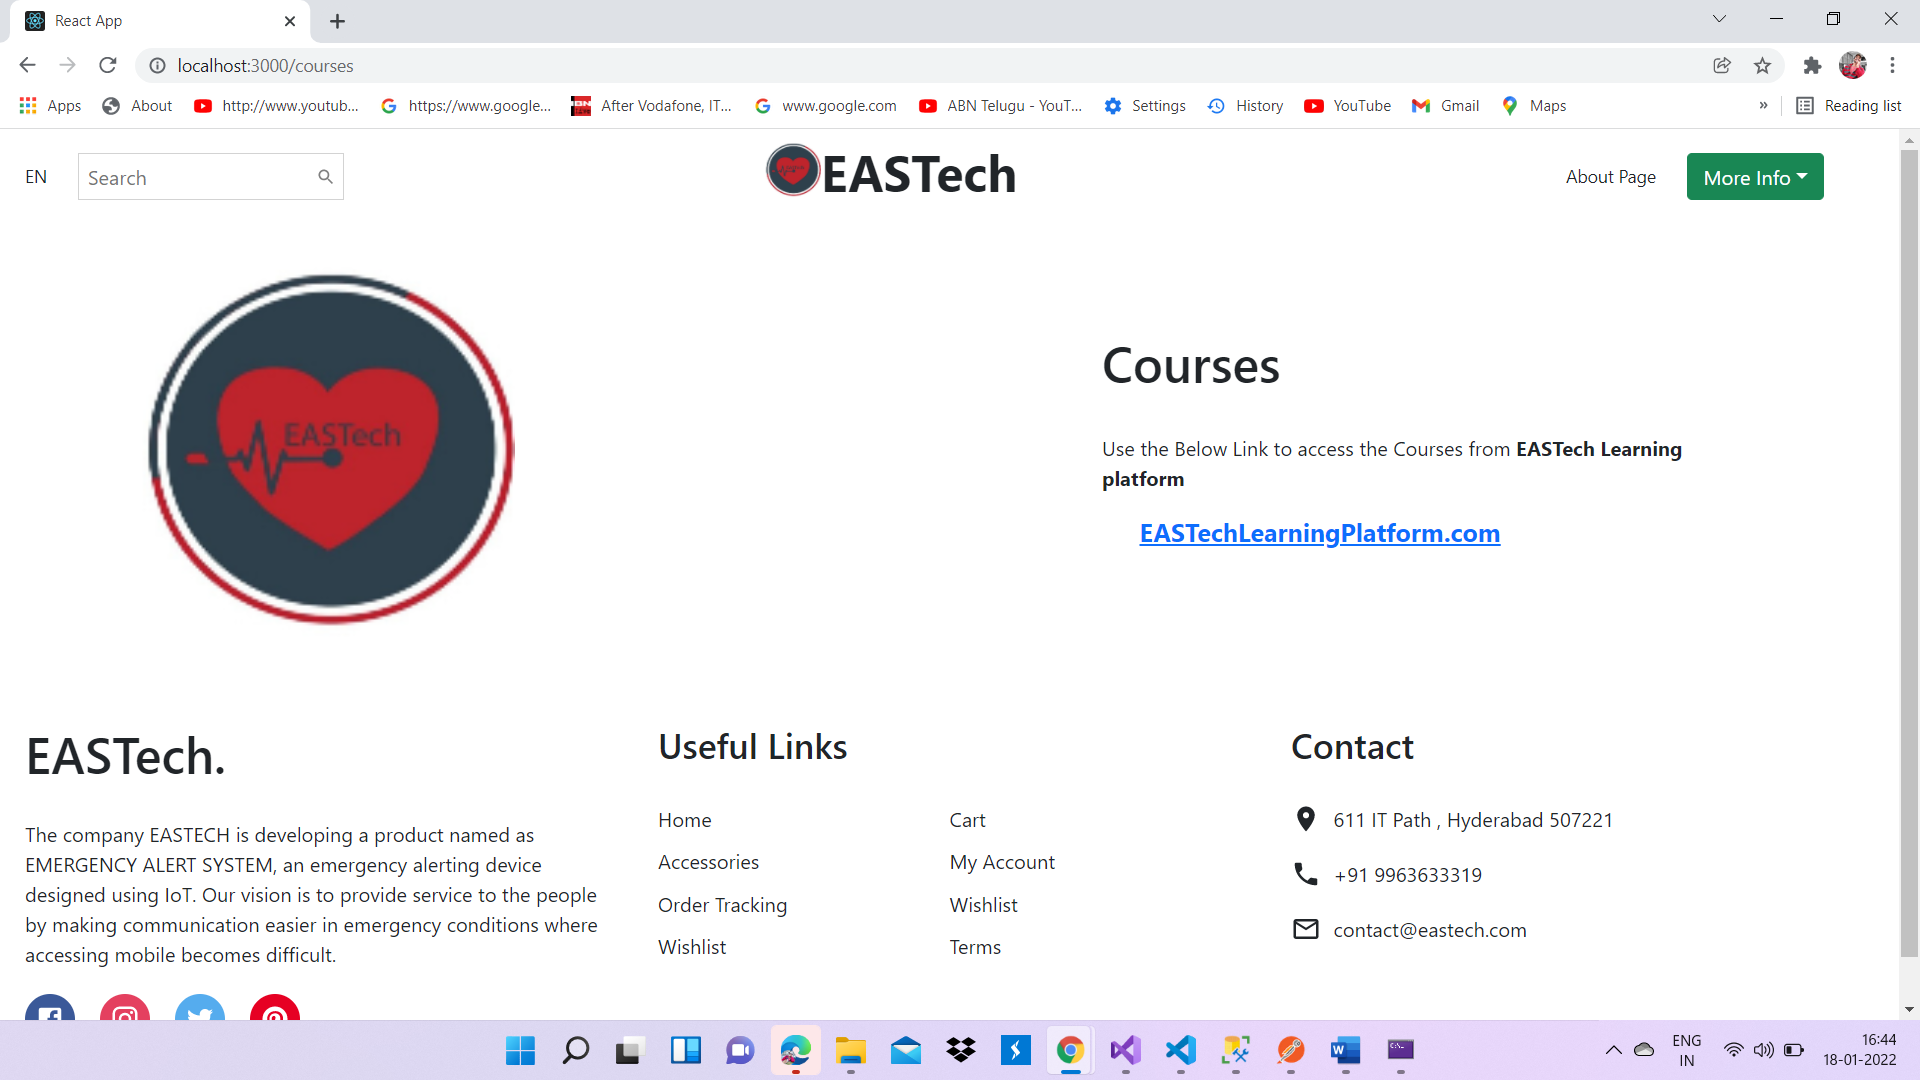 React App
localhost:3000/courses
Apps About http://www.youtub... https://www.google... After Vodafone, IT... www.google.com ABN Telugu - YouT... Settings History YouTube Gmail Maps » Reading list
EN Search EASTech About Page More Info
EASTech
Courses
Use the Below Link to access the Courses from EASTech Learning
platform
EASTechLearningPlatform.com
EASTech.
The company EASTECH is developing a product named as
EMERGENCY ALERT SYSTEM, an emergency alerting device
designed using IoT. Our vision is to provide service to the people
by making communication easier in emergency conditions where
accessing mobile becomes difficult.
Useful Links
Home Cart
Accessories My Account
Order Tracking Wishlist
Wishlist Terms
Contact
611 IT Path , Hyderabad 507221
+91 9963633319
contact@eastech.com
ENG
IN
16:44
18-01-2022